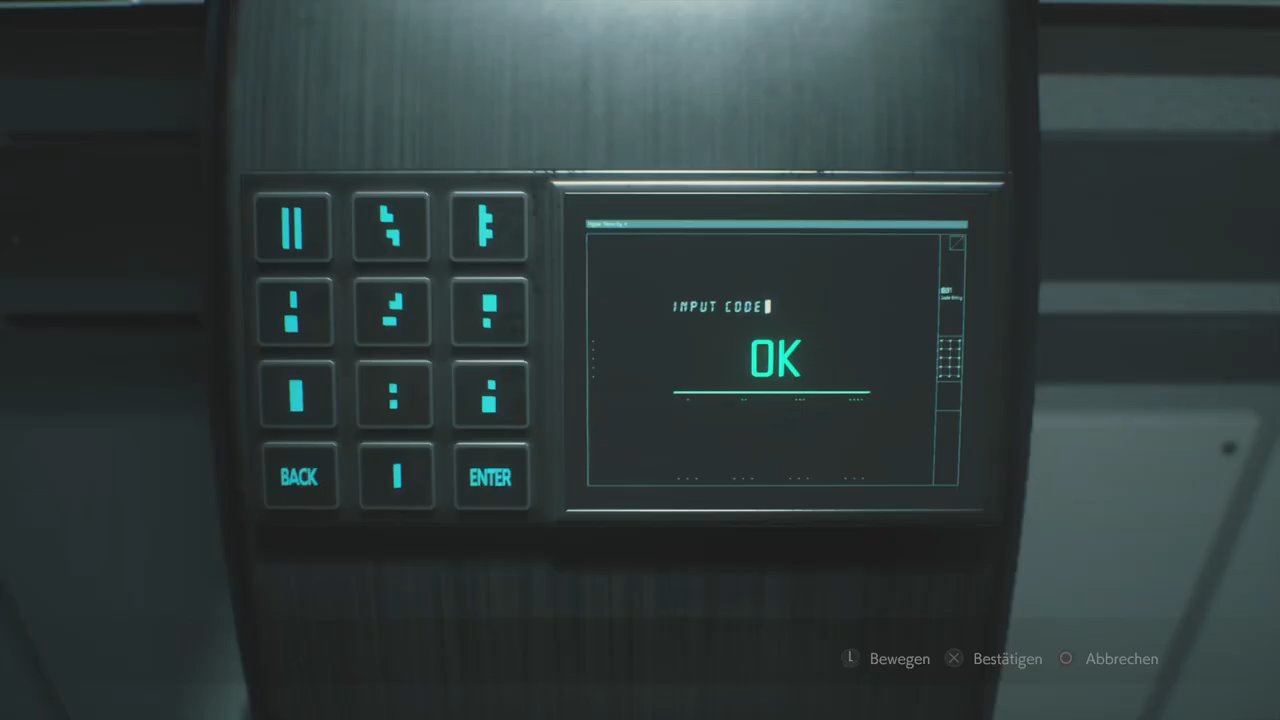 INPUT CODE
OK
BACK
ENTER
Bewegen
Bestätigen
Abbrechen